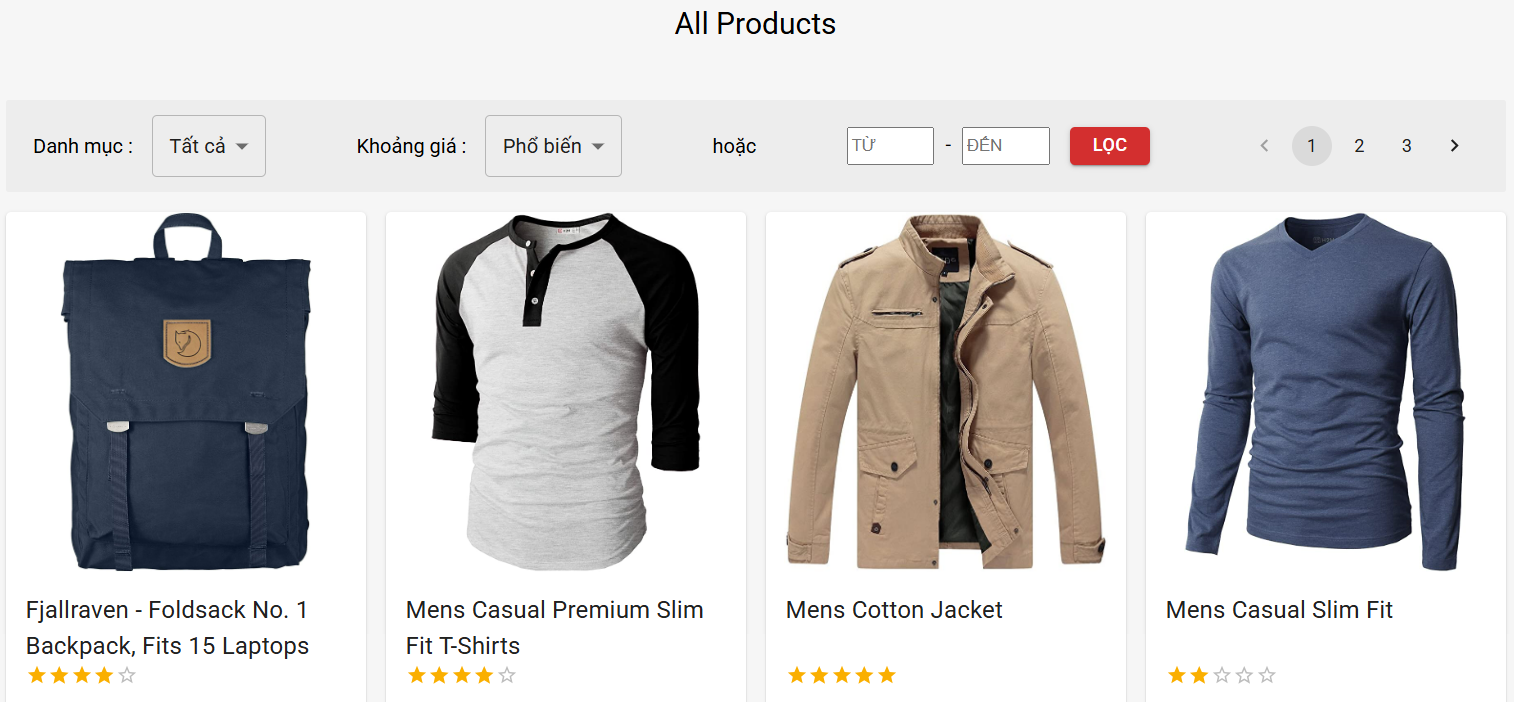 All Products
Danh mục : Tất cả Khoảng giá : Phổ biến hoặc TỪ - ĐẾN LỌC 1 2 3
Fjallraven - Foldsack No. 1
Backpack, Fits 15 Laptops
Mens Casual Premium Slim
Fit T-Shirts
Mens Cotton Jacket
Mens Casual Slim Fit